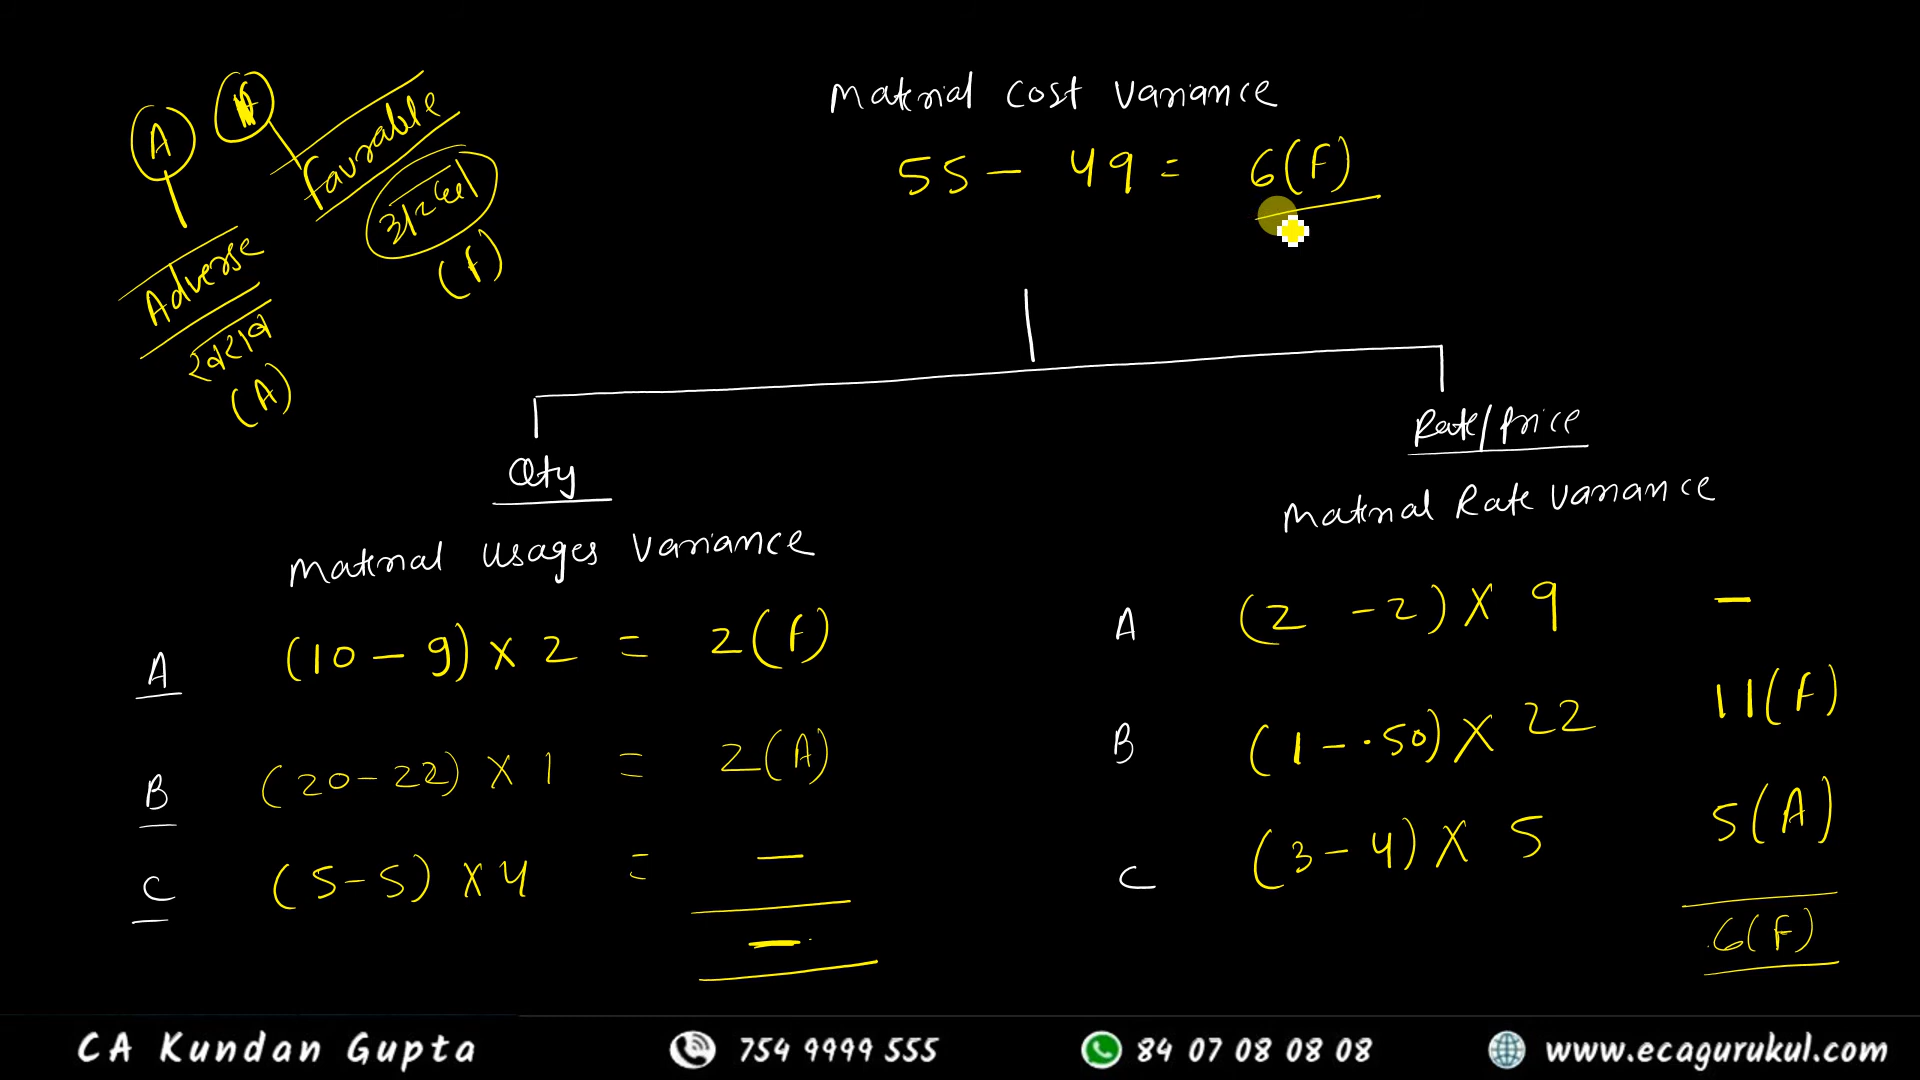 Material Cost Variance
55 - 49 = 6(F)
A
Favorable
अच्छा
(F)
Adverse
खराब
(A)
Qty
Rate/Price
Material Usages Variance
Material Rate Variance
A (10 - 9) × 2 = 2(F)
B (20-22) × 1 = 2(A)
C (5-5) × 4 = —
—
A (2 - 2) × 9 —
B (1 - .50) × 22 11(F)
C (3 - 4) × 5 5(A)
6(F)
CA Kundan Gupta 754 9999 555 84 07 08 08 08 www.ecagurukul.com